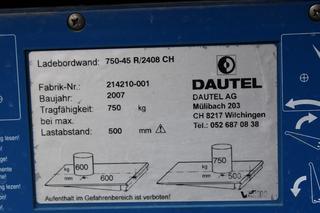 Ladebordwand: 750-45 R/2408 CH
Fabrik-Nr.: 214210-001
Baujahr: 2007
Tragfähigkeit: 750 kg
bei max.
Lastabstand: 500 mm
DAUTEL
DAUTEL AG
Mülibach 203
CH 8217 Wilchingen
Tel.: 052 687 08 38
kg 600
mm 600
kg 750
mm 500
Aufenthalt im Gefahrenbereich ist verboten!